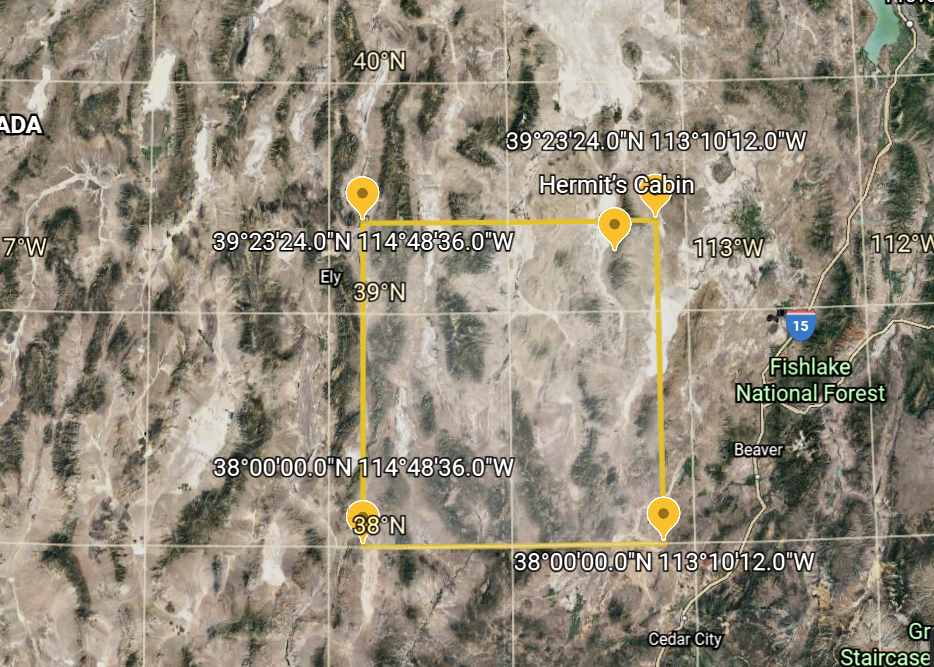 40°N
ADA
39°23'24.0"N 113°10'12.0"W
Hermit's Cabin
39°23'24.0"N 114°48'36.0"W
7°W
113°W
112°W
Ely
39°N
15
Fishlake
National Forest
38°00'00.0"N 114°48'36.0"W
Beaver
38°N
38°00'00.0"N 113°10'12.0"W
Cedar City
Gr
Staircase